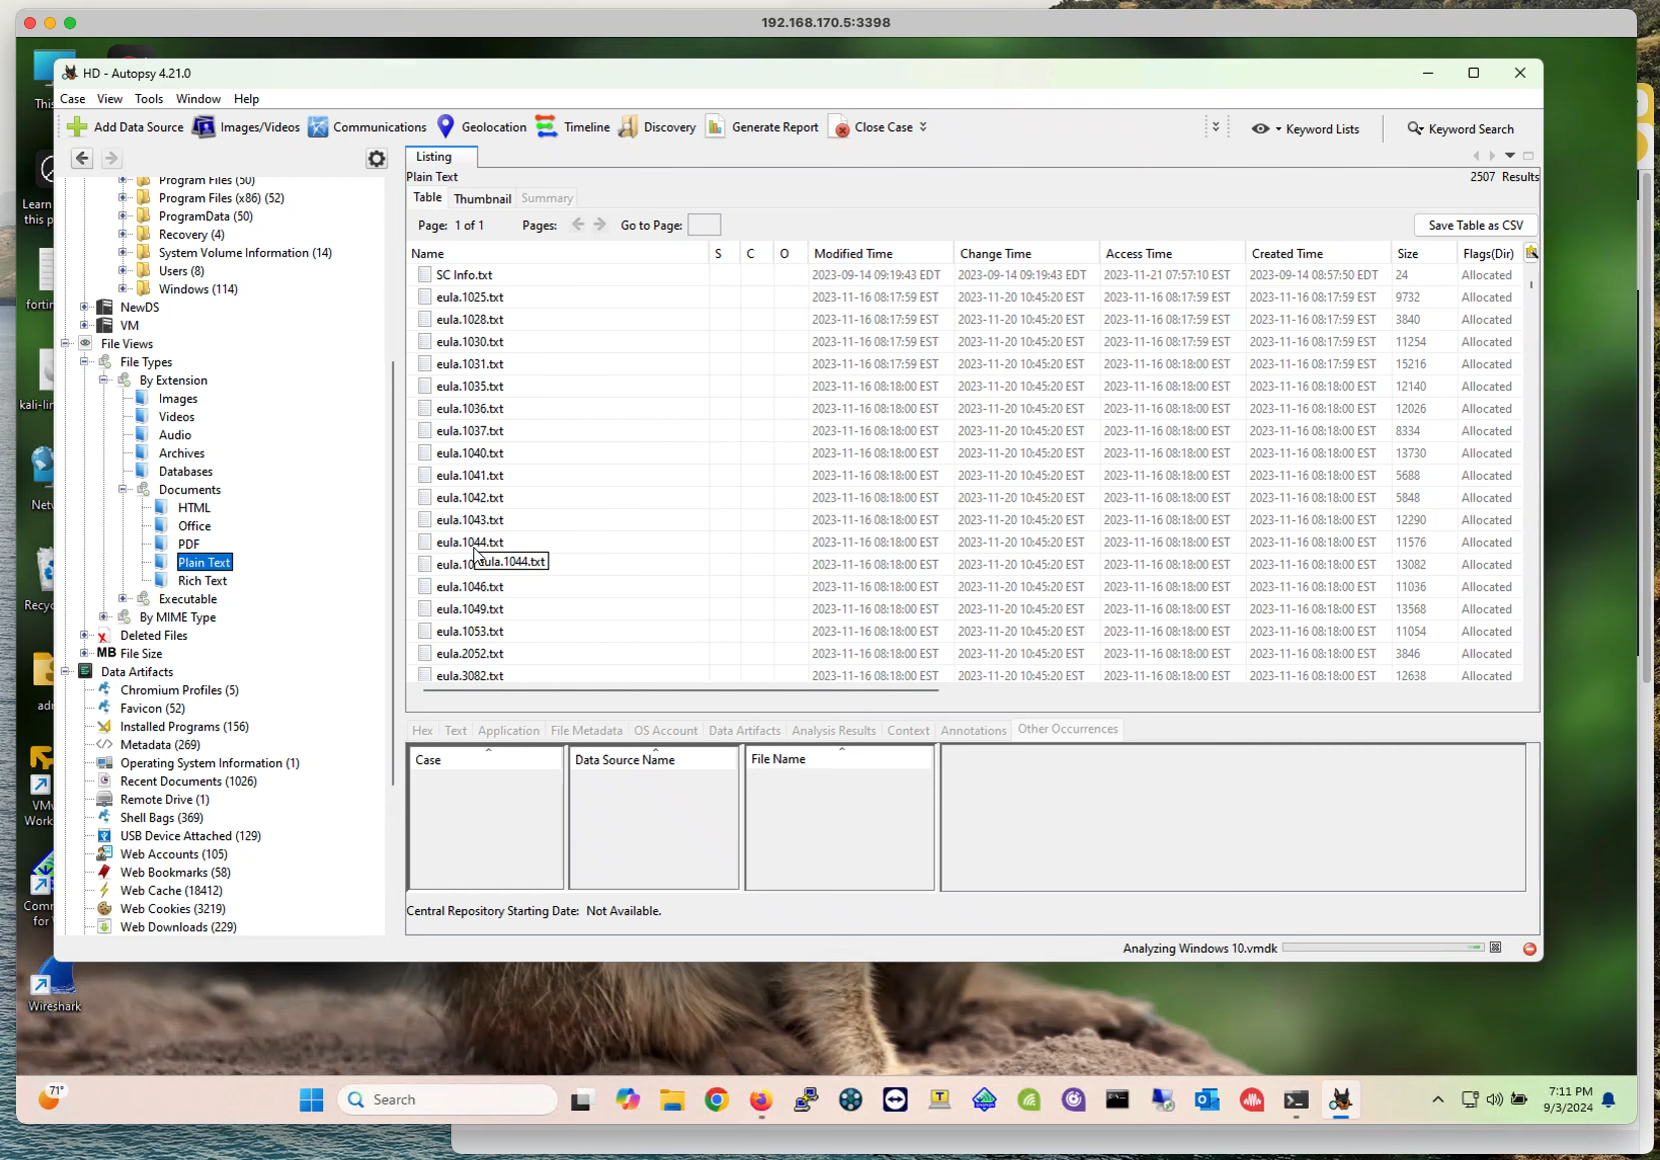 192.168.170.5:3398
HD - Autopsy 4.21.0
Case View Tools Window Help
Add Data Source Images/Videos Communications Geolocation Timeline Discovery Generate Report Close Case Keyword Lists Keyword Search
Program Files (50)
Program Files (x86) (52)
ProgramData (50)
Recovery (4)
System Volume Information (14)
Users (8)
Windows (114)
NewDS
VM
File Views
File Types
By Extension
Images
Videos
Audio
Archives
Databases
Documents
HTML
Office
PDF
Plain Text
Rich Text
Executable
By MIME Type
Deleted Files
MB File Size
Data Artifacts
Chromium Profiles (5)
Favicon (52)
Installed Programs (156)
Metadata (269)
Operating System Information (1)
Recent Documents (1026)
Remote Drive (1)
Shell Bags (369)
USB Device Attached (129)
Web Accounts (105)
Web Bookmarks (58)
Web Cache (18412)
Web Cookies (3219)
Web Downloads (229)
Listing
Plain Text 2507 Results
Table Thumbnail Summary
Page: 1 of 1 Pages: Go to Page: Save Table as CSV
Name S C O Modified Time Change Time Access Time Created Time Size Flags(Dir)
SC Info.txt 2023-09-14 09:19:43 EDT 2023-09-14 09:19:43 EDT 2023-11-21 07:57:10 EST 2023-09-14 08:57:50 EDT 24 Allocated
eula.1025.txt 2023-11-16 08:17:59 EST 2023-11-20 10:45:20 EST 2023-11-16 08:17:59 EST 2023-11-16 08:17:59 EST 9732 Allocated
eula.1028.txt 2023-11-16 08:17:59 EST 2023-11-20 10:45:20 EST 2023-11-16 08:17:59 EST 2023-11-16 08:17:59 EST 3840 Allocated
eula.1030.txt 2023-11-16 08:17:59 EST 2023-11-20 10:45:20 EST 2023-11-16 08:17:59 EST 2023-11-16 08:17:59 EST 11254 Allocated
eula.1031.txt 2023-11-16 08:17:59 EST 2023-11-20 10:45:20 EST 2023-11-16 08:18:00 EST 2023-11-16 08:17:59 EST 15216 Allocated
eula.1035.txt 2023-11-16 08:18:00 EST 2023-11-20 10:45:20 EST 2023-11-16 08:18:00 EST 2023-11-16 08:18:00 EST 12140 Allocated
eula.1036.txt 2023-11-16 08:18:00 EST 2023-11-20 10:45:20 EST 2023-11-16 08:18:00 EST 2023-11-16 08:18:00 EST 12026 Allocated
eula.1037.txt 2023-11-16 08:18:00 EST 2023-11-20 10:45:20 EST 2023-11-16 08:18:00 EST 2023-11-16 08:18:00 EST 8334 Allocated
eula.1040.txt 2023-11-16 08:18:00 EST 2023-11-20 10:45:20 EST 2023-11-16 08:18:00 EST 2023-11-16 08:18:00 EST 13730 Allocated
eula.1041.txt 2023-11-16 08:18:00 EST 2023-11-20 10:45:20 EST 2023-11-16 08:18:00 EST 2023-11-16 08:18:00 EST 5688 Allocated
eula.1042.txt 2023-11-16 08:18:00 EST 2023-11-20 10:45:20 EST 2023-11-16 08:18:00 EST 2023-11-16 08:18:00 EST 5848 Allocated
eula.1043.txt 2023-11-16 08:18:00 EST 2023-11-20 10:45:20 EST 2023-11-16 08:18:00 EST 2023-11-16 08:18:00 EST 12290 Allocated
eula.1044.txt 2023-11-16 08:18:00 EST 2023-11-20 10:45:20 EST 2023-11-16 08:18:00 EST 2023-11-16 08:18:00 EST 11576 Allocated
eula.1044.txt 2023-11-16 08:18:00 EST 2023-11-20 10:45:20 EST 2023-11-16 08:18:00 EST 2023-11-16 08:18:00 EST 13082 Allocated
eula.1046.txt 2023-11-16 08:18:00 EST 2023-11-20 10:45:20 EST 2023-11-16 08:18:00 EST 2023-11-16 08:18:00 EST 11036 Allocated
eula.1049.txt 2023-11-16 08:18:00 EST 2023-11-20 10:45:20 EST 2023-11-16 08:18:00 EST 2023-11-16 08:18:00 EST 13568 Allocated
eula.1053.txt 2023-11-16 08:18:00 EST 2023-11-20 10:45:20 EST 2023-11-16 08:18:00 EST 2023-11-16 08:18:00 EST 11054 Allocated
eula.2052.txt 2023-11-16 08:18:00 EST 2023-11-20 10:45:20 EST 2023-11-16 08:18:00 EST 2023-11-16 08:18:00 EST 3846 Allocated
eula.3082.txt 2023-11-16 08:18:00 EST 2023-11-20 10:45:20 EST 2023-11-16 08:18:00 EST 2023-11-16 08:18:00 EST 12638 Allocated
Hex Text Application File Metadata OS Account Data Artifacts Analysis Results Context Annotations Other Occurrences
Case Data Source Name File Name
Central Repository Starting Date: Not Available.
Analyzing Windows 10.vmdk
Wireshark
71°
Search
7:11 PM
9/3/2024